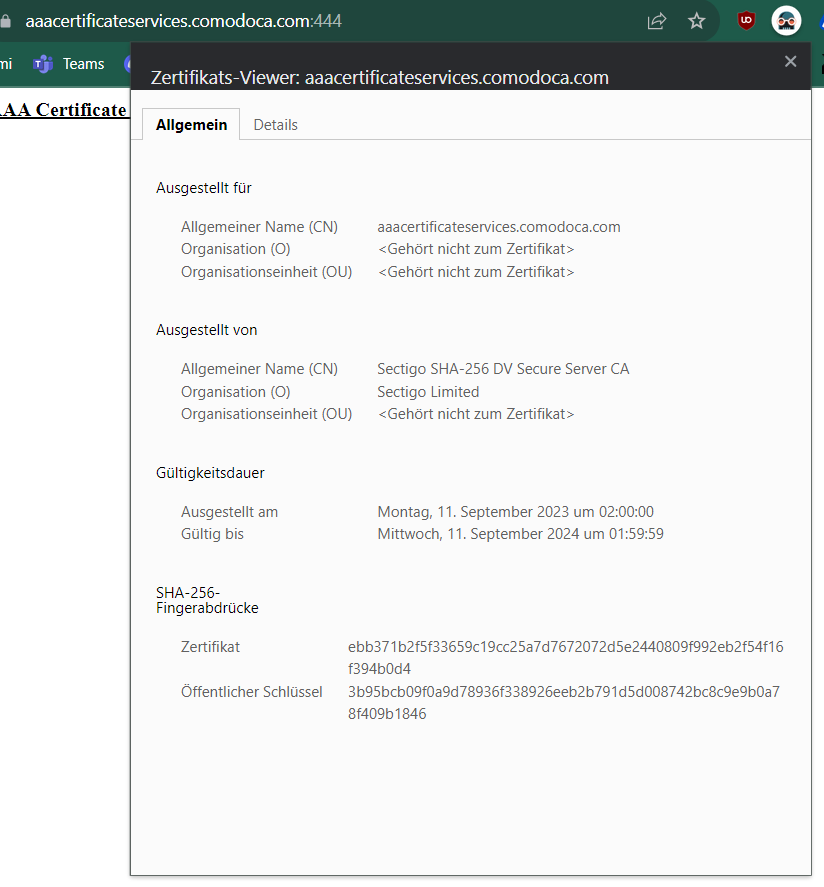 aaacertificateservices.comodoca.com:444
mi Teams
AA Certificate
Zertifikats-Viewer: aaacertificateservices.comodoca.com
Allgemein Details
Ausgestellt für
Allgemeiner Name (CN) aaacertificateservices.comodoca.com
Organisation (O) <Gehört nicht zum Zertifikat>
Organisationseinheit (OU) <Gehört nicht zum Zertifikat>
Ausgestellt von
Allgemeiner Name (CN) Sectigo SHA-256 DV Secure Server CA
Organisation (O) Sectigo Limited
Organisationseinheit (OU) <Gehört nicht zum Zertifikat>
Gültigkeitsdauer
Ausgestellt am Montag, 11. September 2023 um 02:00:00
Gültig bis Mittwoch, 11. September 2024 um 01:59:59
SHA-256-
Fingerabdrücke
Zertifikat ebb371b2f5f33659c19cc25a7d7672072d5e2440809f992eb2f54f16
f394b0d4
Öffentlicher Schlüssel 3b95bcb09f0a9d78936f338926eeb2b791d5d008742bc8c9e9b0a7
8f409b1846